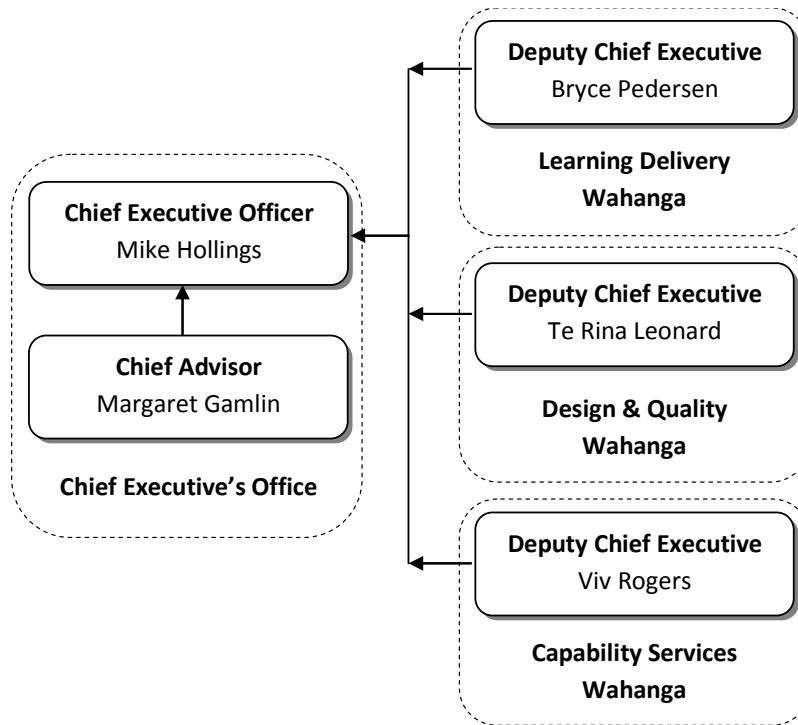 Chief Executive Officer
Mike Hollings
Chief Advisor
Margaret Gamlin
Chief Executive’s Office
Deputy Chief Executive
Bryce Pedersen
Learning Delivery
Wahanga
Deputy Chief Executive
Te Rina Leonard
Design & Quality
Wahanga
Deputy Chief Executive
Viv Rogers
Capability Services
Wahanga